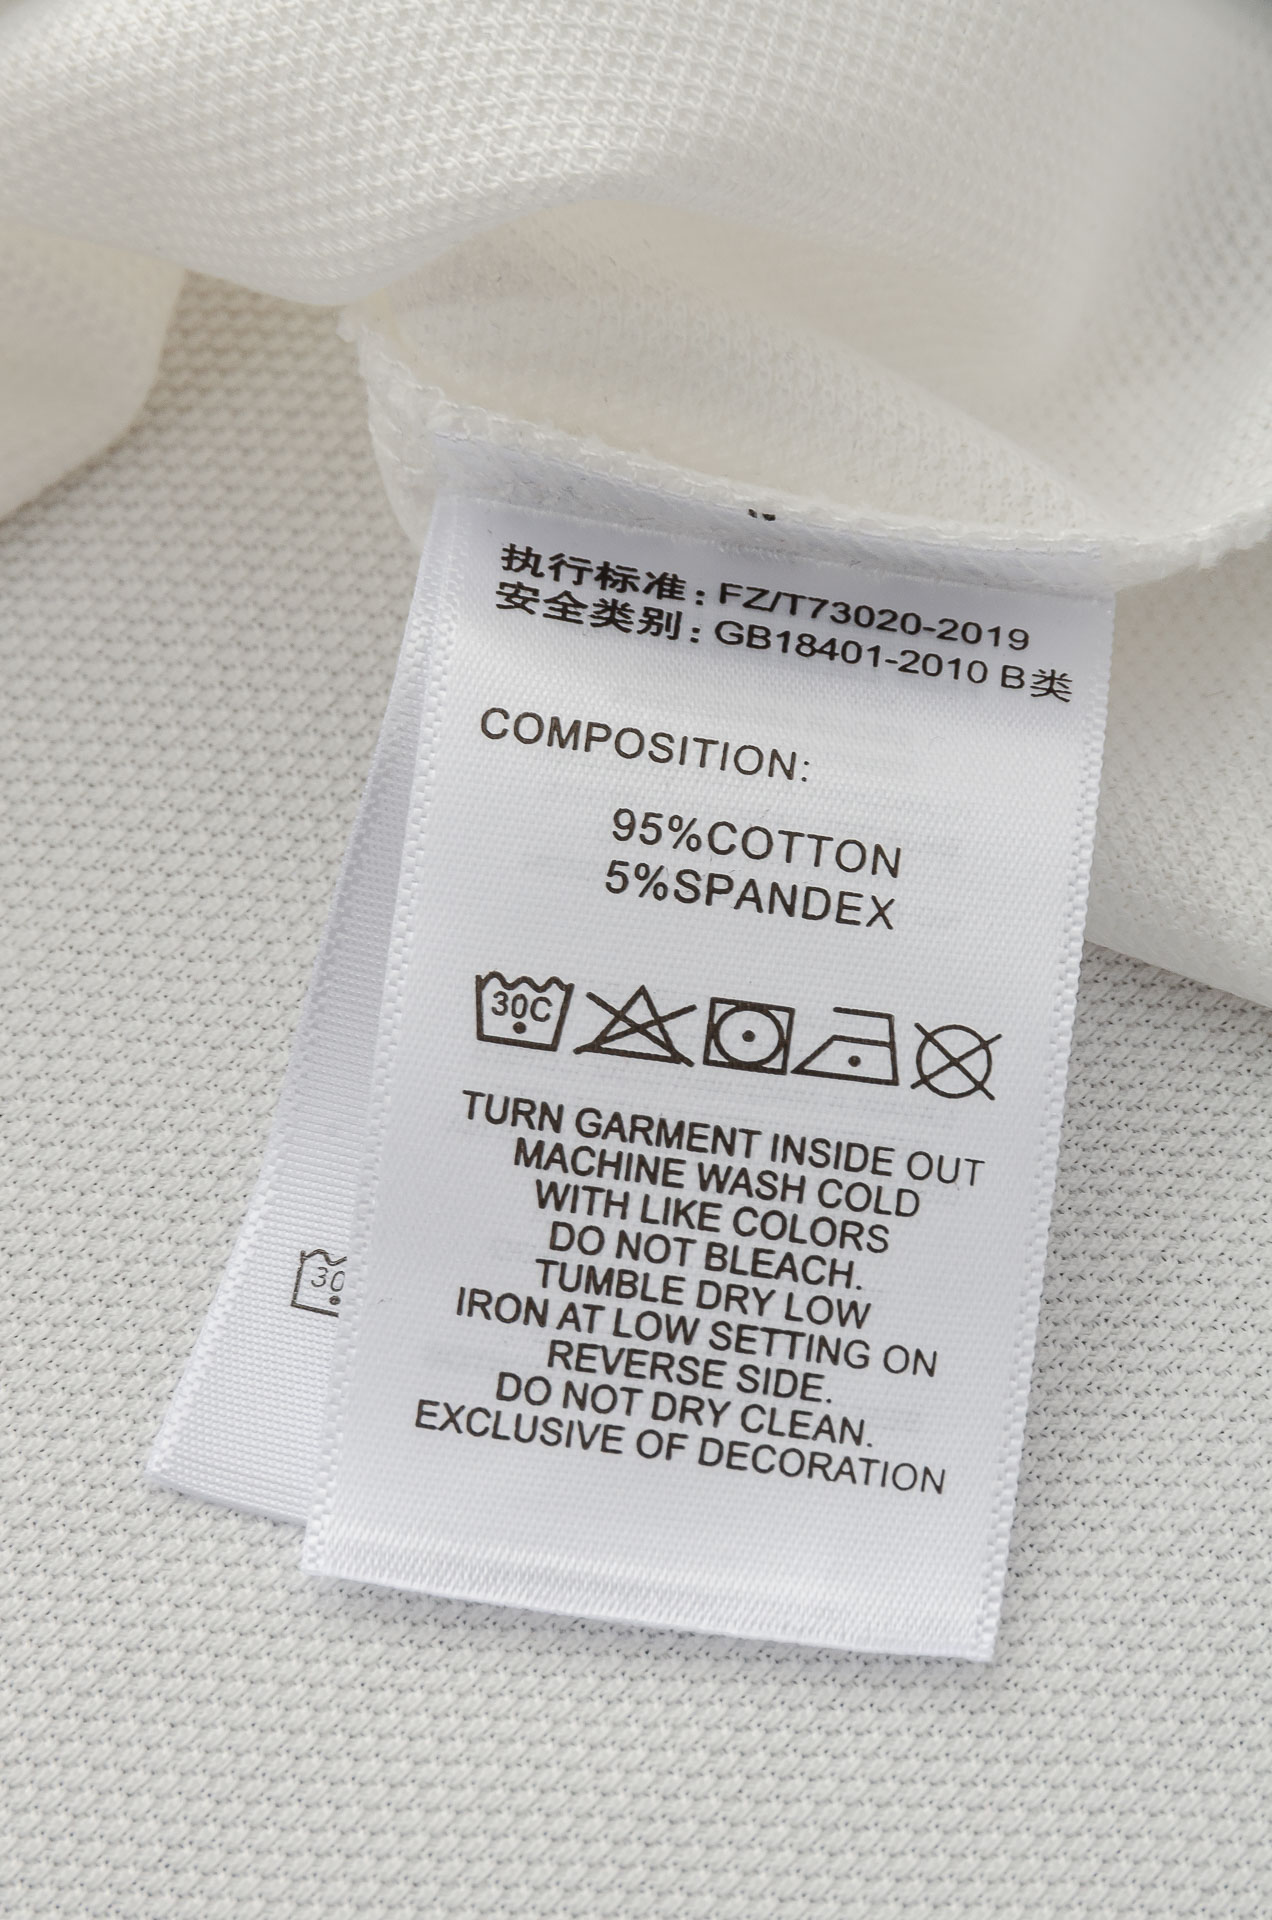 执行标准：FZ/T73020-2019
安全类别：GB18401-2010 B类
COMPOSITION:
95%COTTON
5%SPANDEX
30C
TURN GARMENT INSIDE OUT
MACHINE WASH COLD
WITH LIKE COLORS
DO NOT BLEACH.
TUMBLE DRY LOW
IRON AT LOW SETTING ON
REVERSE SIDE.
DO NOT DRY CLEAN.
EXCLUSIVE OF DECORATION
30